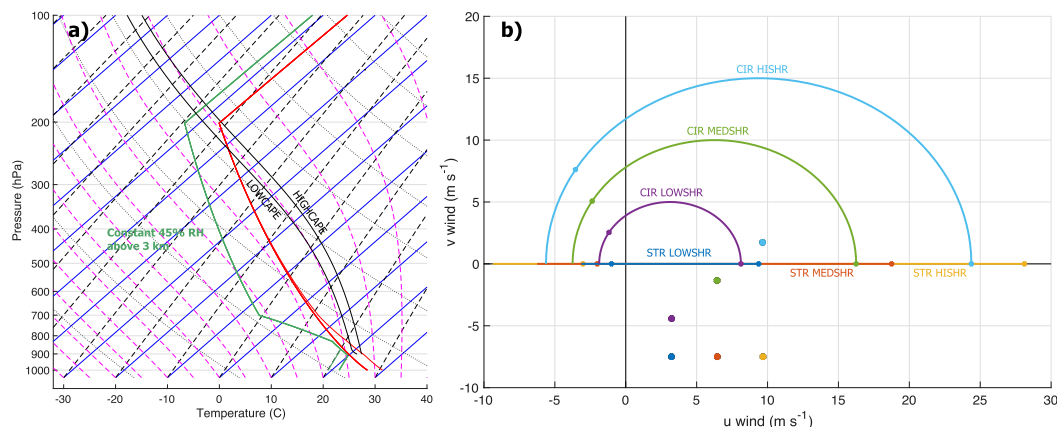 a)
100
200
300
400
500
600
700
800
900
1000
Pressure (hPa)
LOWCAPE
HIGHCAPE
Constant 45% RH
above 3 km
-30
-20
-10
0
10
20
30
40
Temperature (C)
b)
20
15
10
5
0
-5
-10
v wind (m s⁻¹)
CIR HISHR
CIR MEDSHR
CIR LOWSHR
STR LOWSHR
STR MEDSHR
STR HISHR
-10
-5
0
5
10
15
20
25
30
u wind (m s⁻¹)